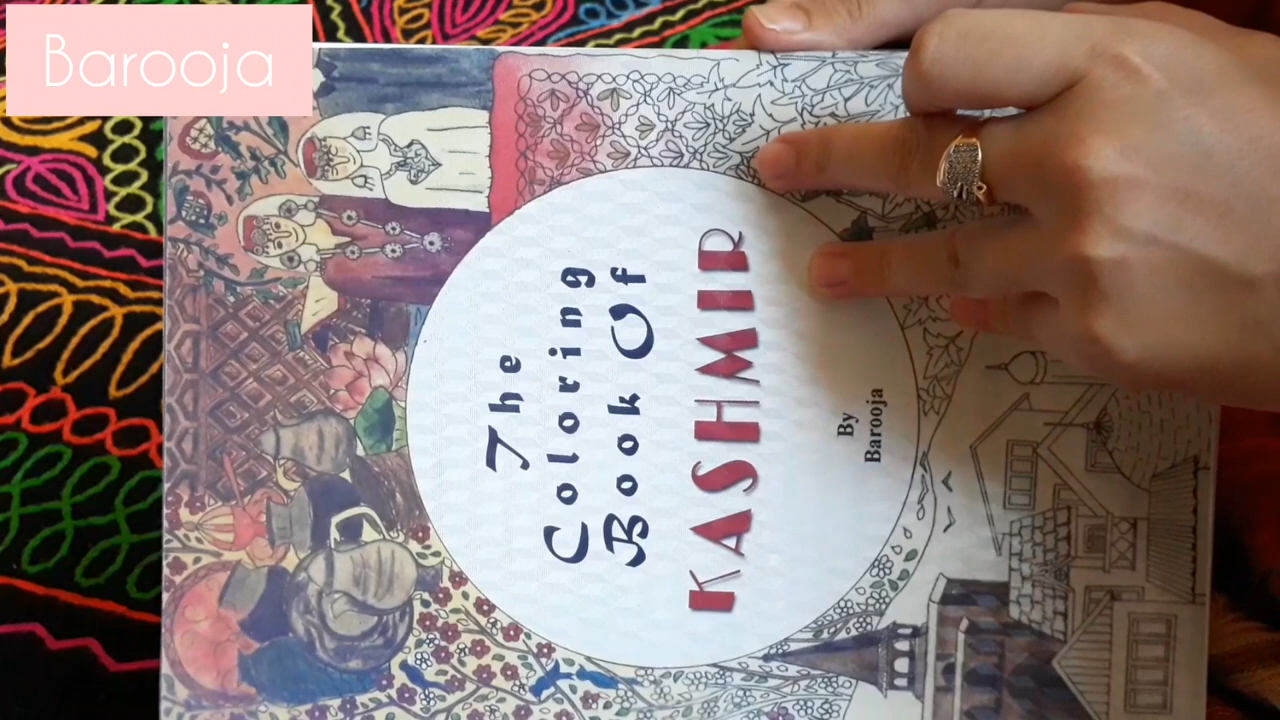 Barooja
The
Coloring
Book Of
KASHMIR
By
Barooja